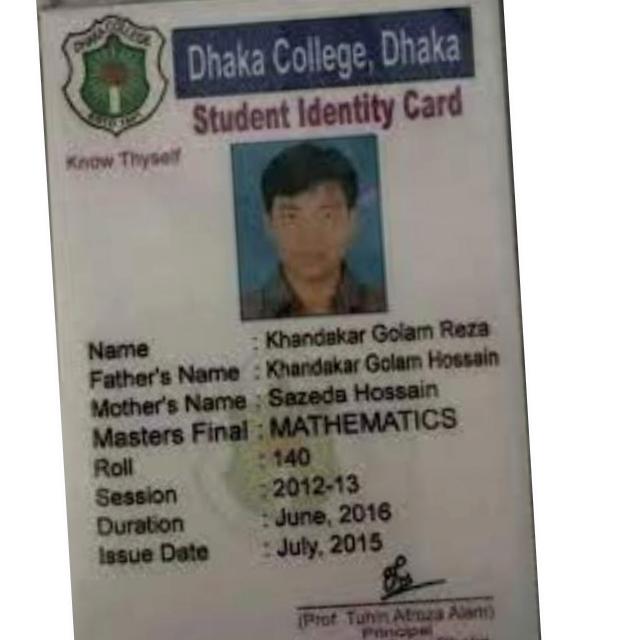 DHAKA COLLEGE
ESTD 1841
Dhaka College, Dhaka
Student Identity Card
Know Thyself
Name : Khandakar Golam Reza
Father's Name : Khandakar Golam Hossain
Mother's Name : Sazeda Hossain
Masters Final : MATHEMATICS
Roll : 140
Session : 2012-13
Duration : June, 2016
Issue Date : July, 2015
(Prof. Tuhin Afroza Alam)
Principal